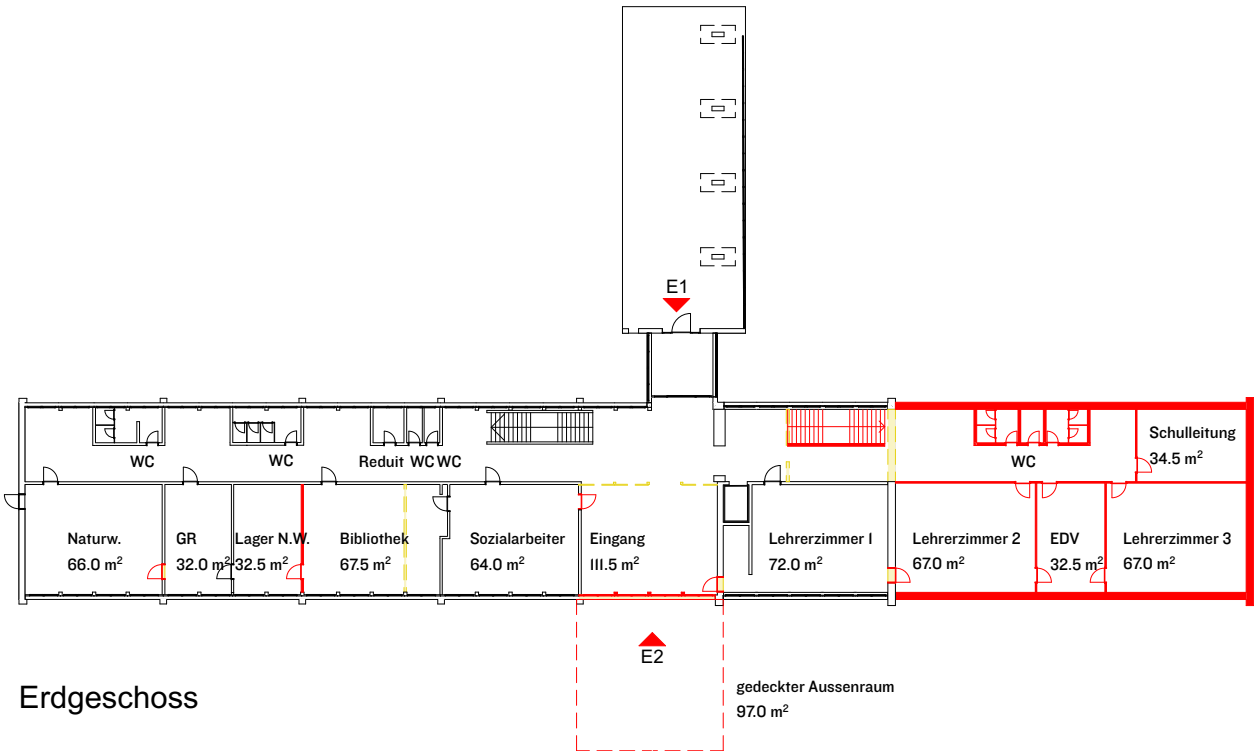 E1
Schulleitung
34.5 m²
WC
WC
Reduit WC WC
WC
Naturw.
66.0 m²
GR
32.0 m²
Lager N.W.
32.5 m²
Bibliothek
67.5 m²
Sozialarbeiter
64.0 m²
Eingang
111.5 m²
Lehrerzimmer 1
72.0 m²
Lehrerzimmer 2
67.0 m²
EDV
32.5 m²
Lehrerzimmer 3
67.0 m²
E2
Erdgeschoss
gedeckter Aussenraum
97.0 m²